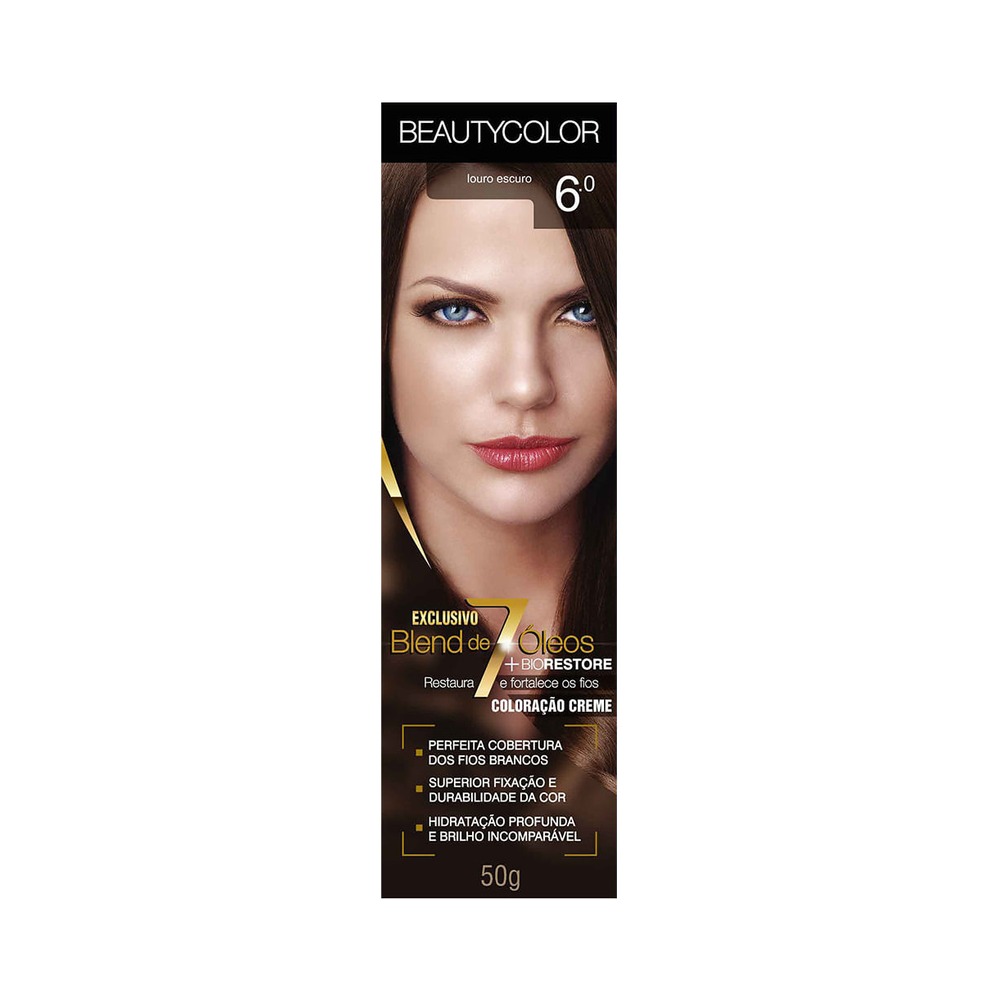 BEAUTYCOLOR
louro escuro
6.0
EXCLUSIVO
Blend de 7 Óleos
+BIORESTORE
Restaura e fortalece os fios
COLORAÇÃO CREME
PERFEITA COBERTURA
DOS FIOS BRANCOS
SUPERIOR FIXAÇÃO E
DURABILIDADE DA COR
HIDRATAÇÃO PROFUNDA
E BRILHO INCOMPARÁVEL
50g